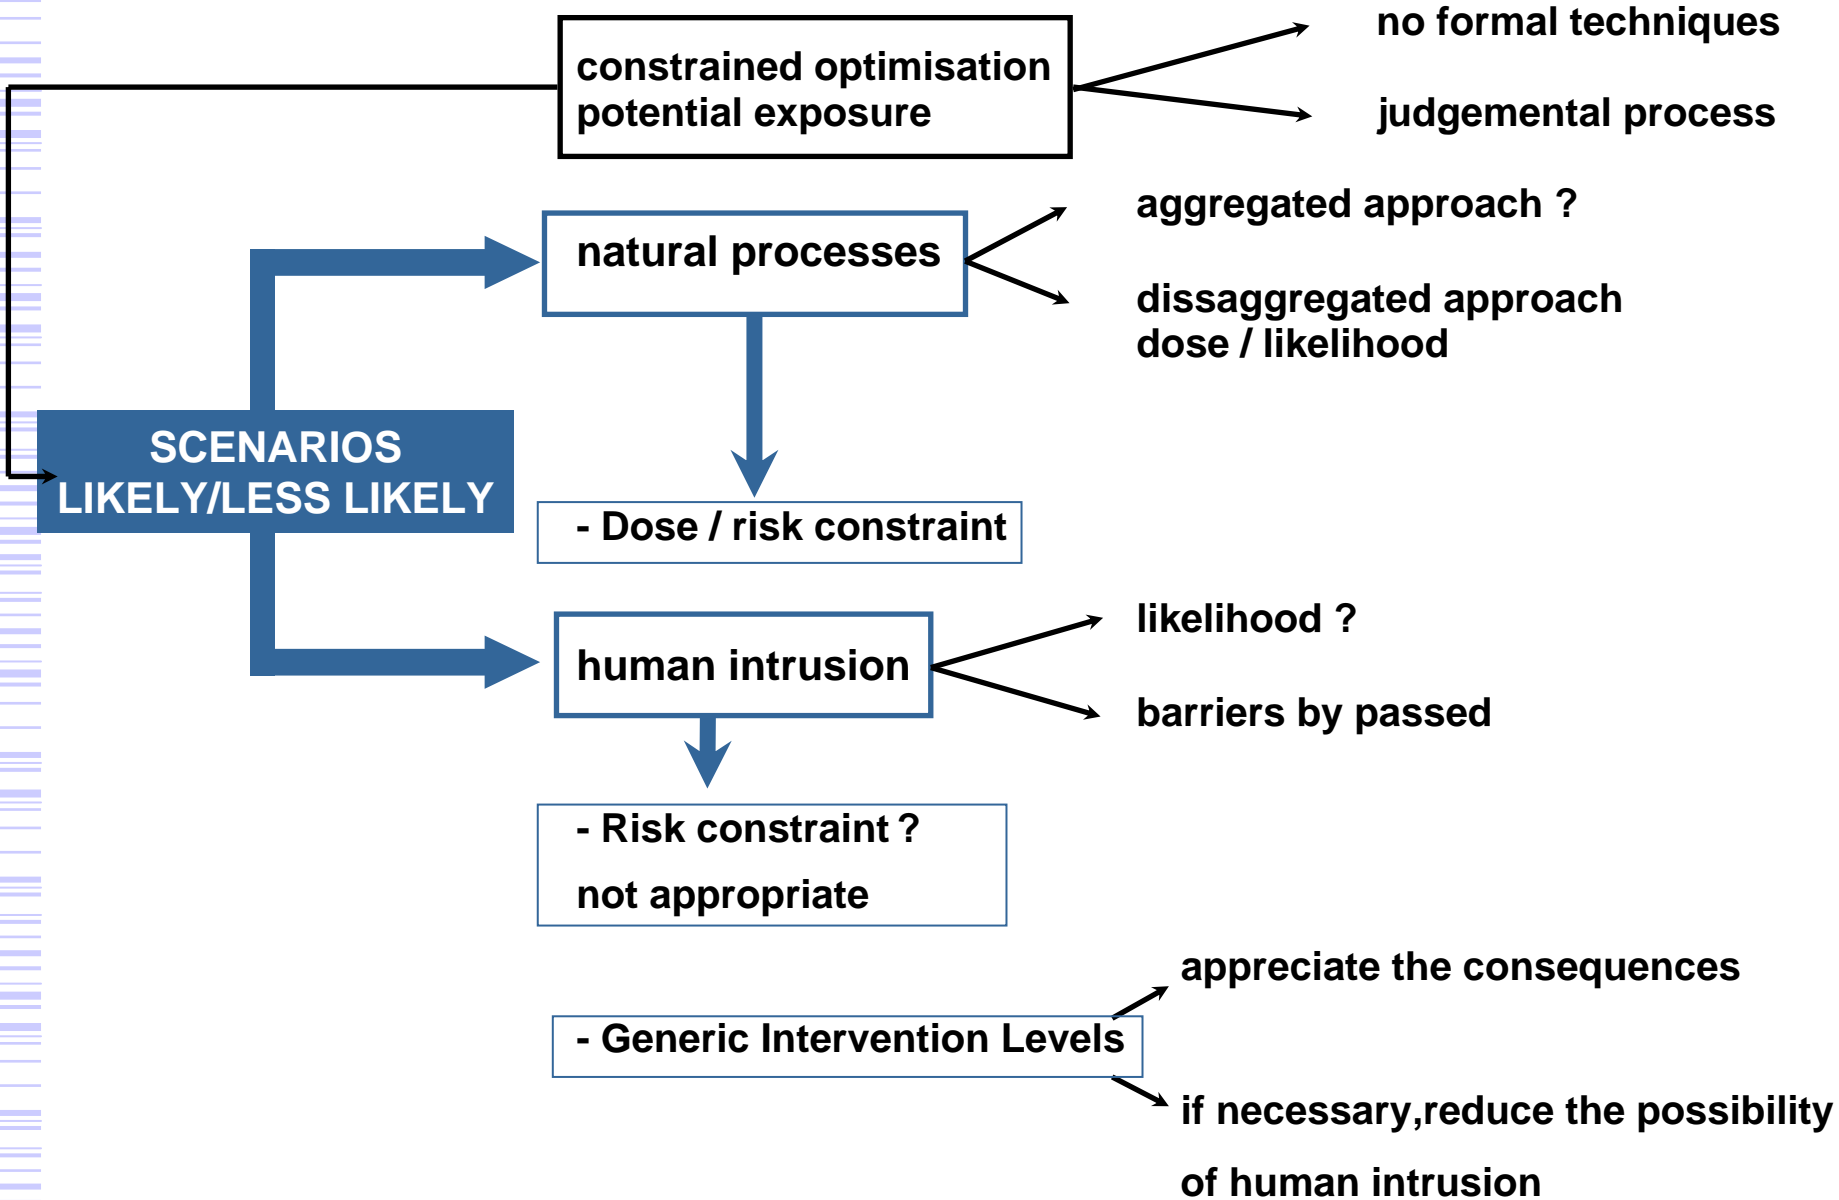 no formal techniques
constrained optimisation
potential exposure
judgemental process
aggregated approach ?
natural processes
dissaggregated approach
dose / likelihood
SCENARIOS
LIKELY/LESS LIKELY
- Dose / risk constraint
likelihood ?
human intrusion
barriers by passed
- Risk constraint ?
not appropriate
appreciate the consequences
- Generic Intervention Levels
if necessary,reduce the possibility
of human intrusion